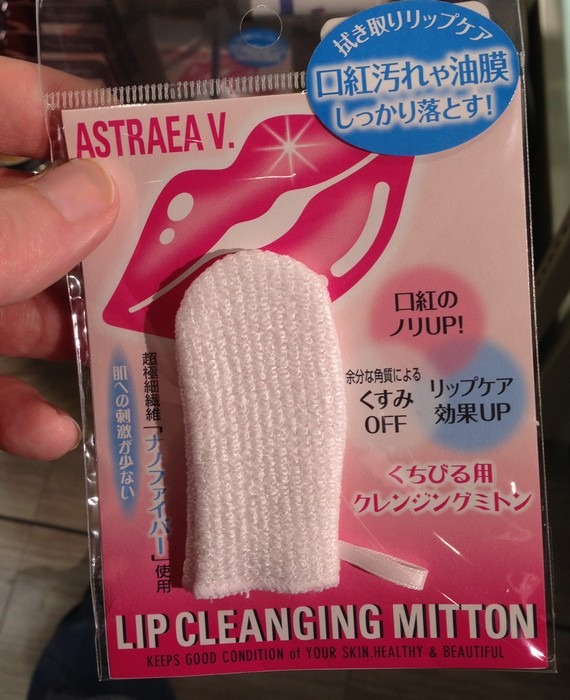 拭き取りリップケア
口紅汚れや油膜
しっかり落とす!
ASTRAEA V.
口紅の
ノリUP!
余分な角質による
くすみ
OFF
リップケア
効果UP
超極細繊維「ナノファイバー」使用
肌への刺激が少ない
くちびる用
クレンジングミトン
LIP CLEANGING MITTON
KEEPS GOOD CONDITION of YOUR SKIN.HEALTHY & BEAUTIFUL